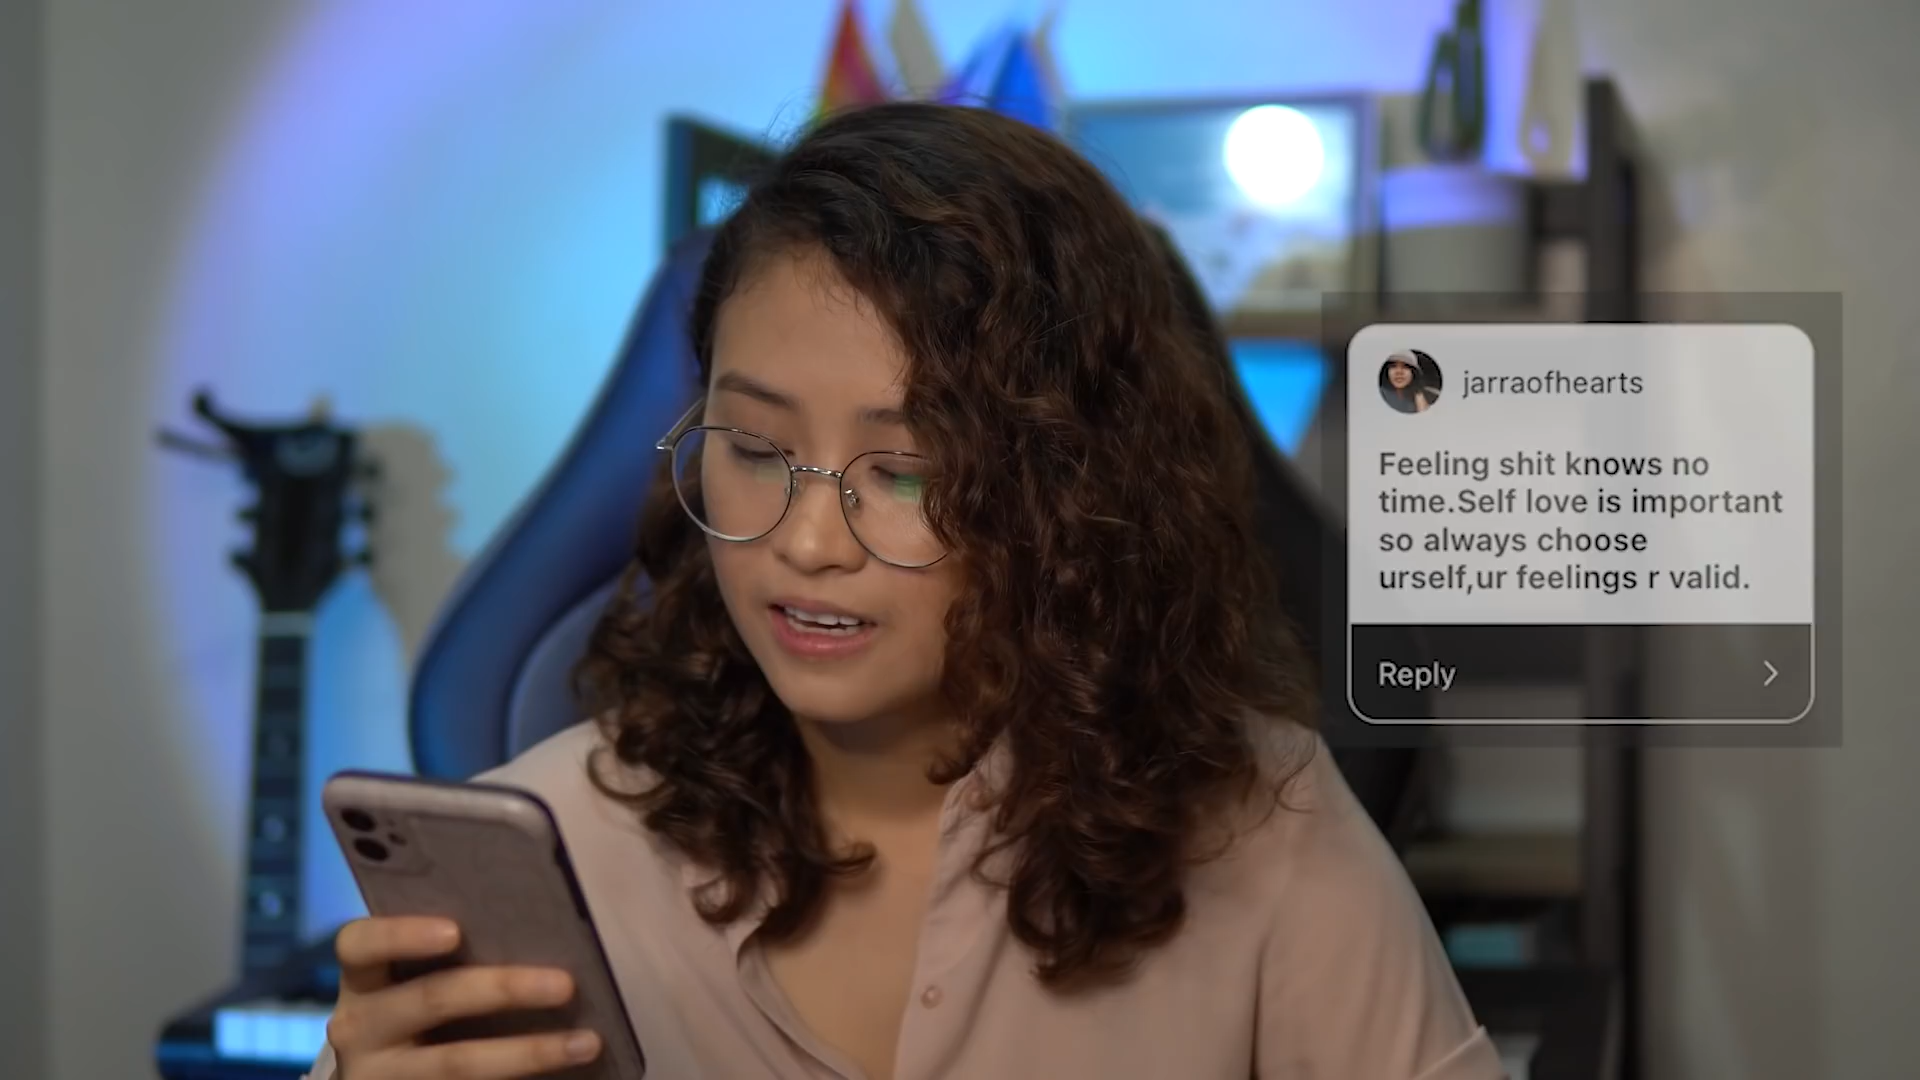 jarraofhearts
Feeling shit knows no
time.Self love is important
so always choose
urself,ur feelings r valid.
Reply